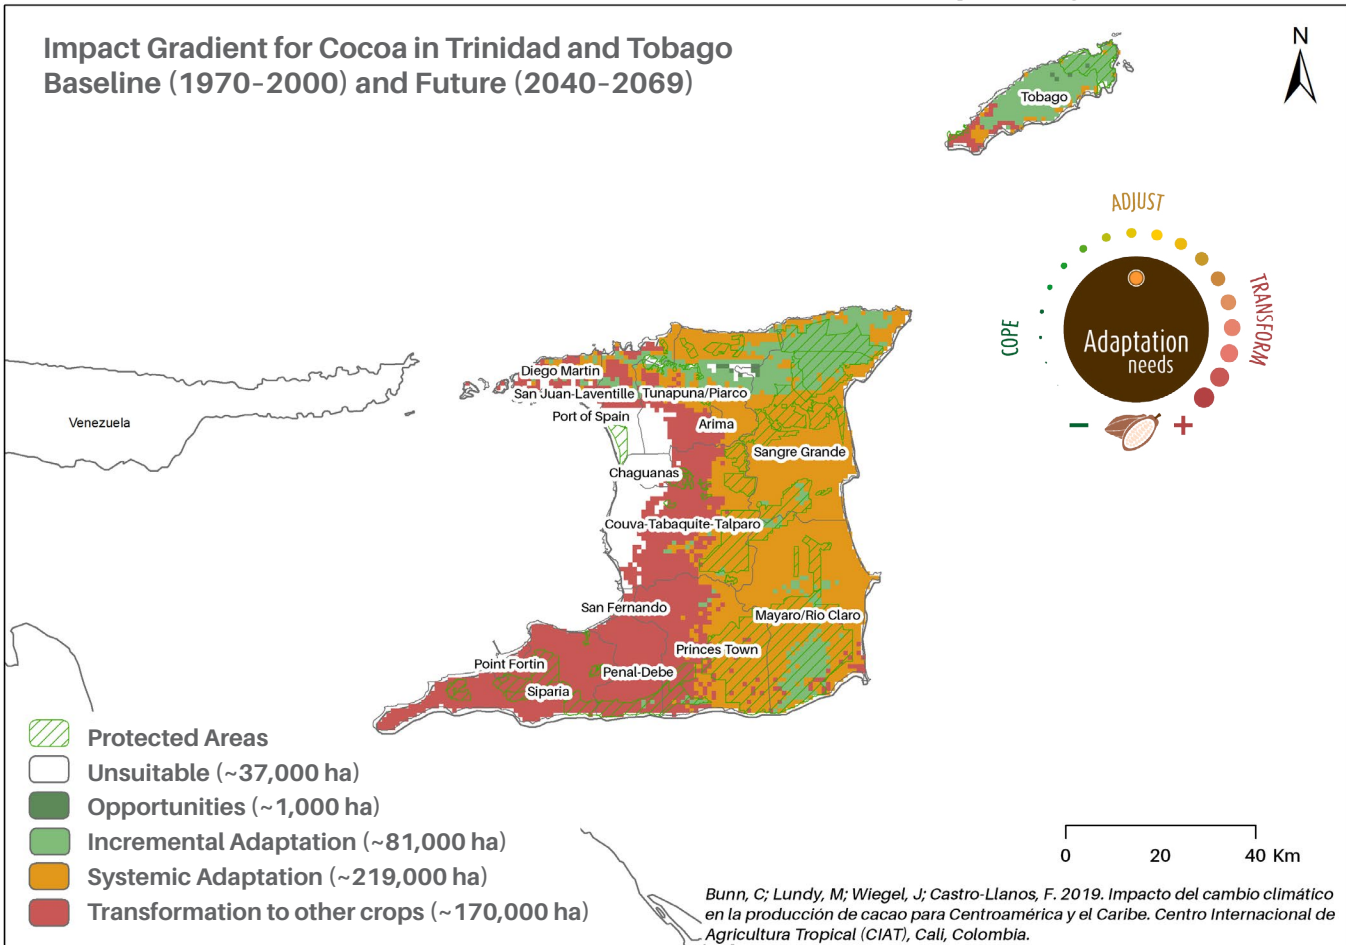 Impact Gradient for Cocoa in Trinidad and Tobago
Baseline (1970-2000) and Future (2040-2069)
N
Tobago
ADJUST
COPE
TRANSFORM
Adaptation
needs
Venezuela
Diego Martin
San Juan-Laventille
Tunapuna/Piarco
Port of Spain
Arima
Sangre Grande
Chaguanas
Couva-Tabaquite-Talparo
San Fernando
Mayaro/Rio Claro
Princes Town
Point Fortin
Penal-Debe
Siparia
Protected Areas
Unsuitable (~37,000 ha)
Opportunities (~1,000 ha)
Incremental Adaptation (~81,000 ha)
Systemic Adaptation (~219,000 ha)
Transformation to other crops (~170,000 ha)
0 20 40 Km
Bunn, C; Lundy, M; Wiegel, J; Castro-Llanos, F. 2019. Impacto del cambio climático
en la producción de cacao para Centroamérica y el Caribe. Centro Internacional de
Agricultura Tropical (CIAT), Cali, Colombia.